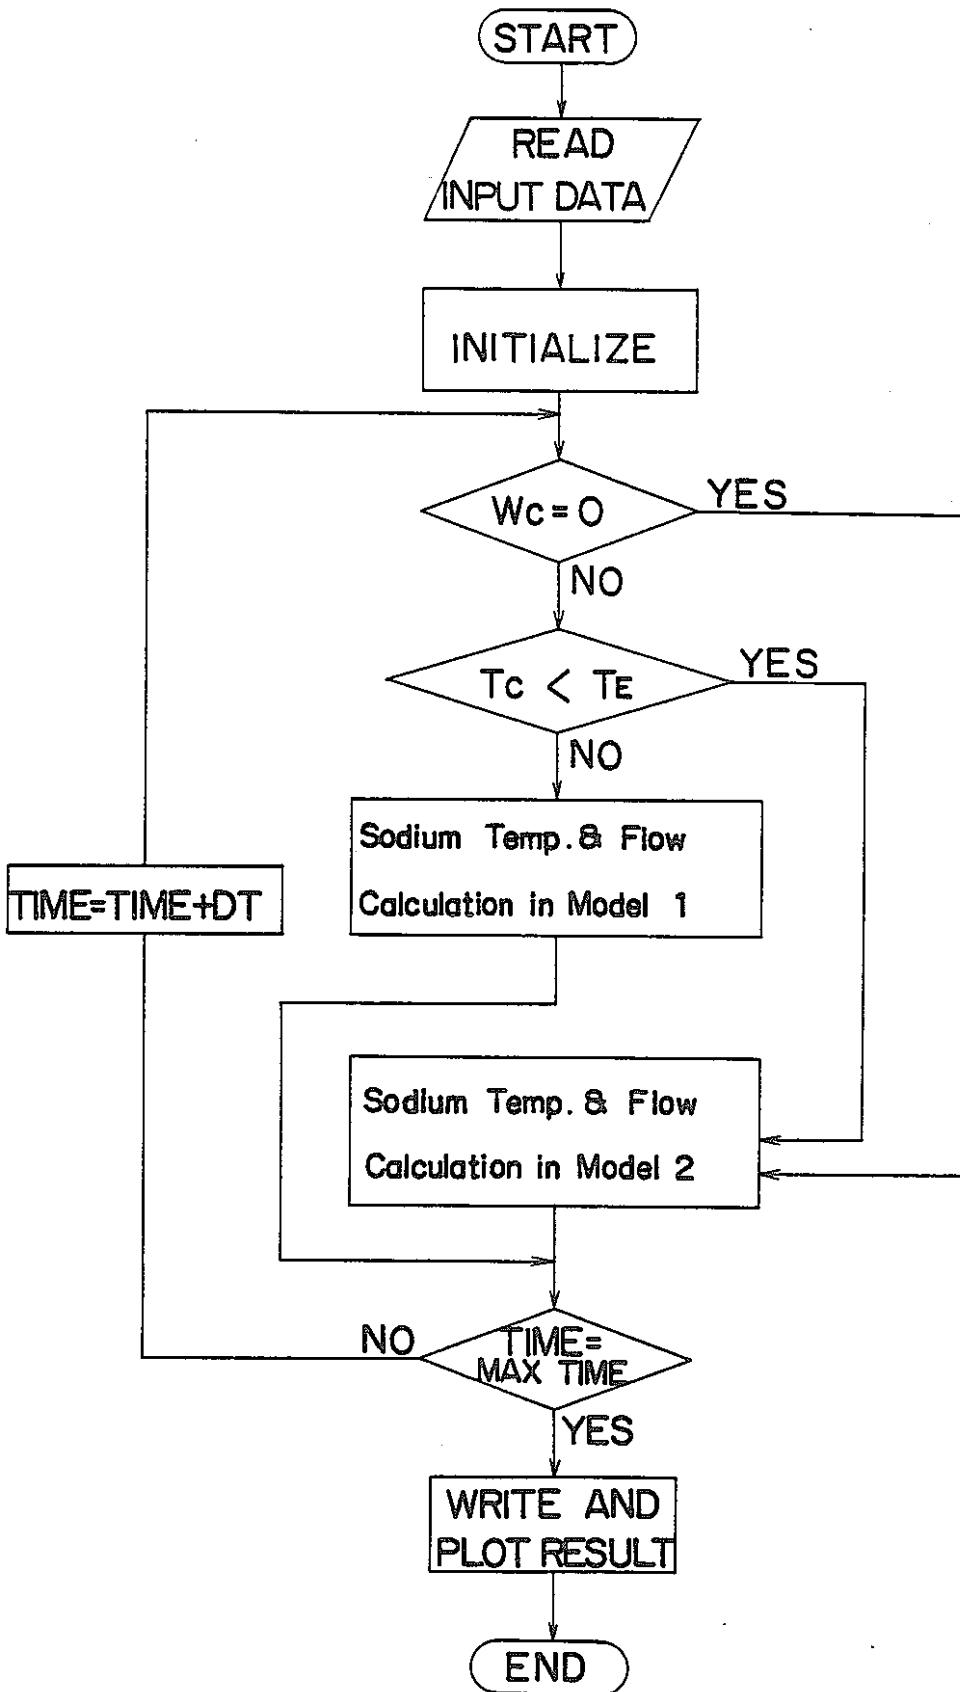 START
READ
INPUT DATA
INITIALIZE
Wc = 0
YES
NO
Tc < TE
YES
NO
Sodium Temp. & Flow
Calculation in Model 1
TIME=TIME+DT
Sodium Temp. & Flow
Calculation in Model 2
NO
TIME=
MAX TIME
YES
WRITE AND
PLOT RESULT
END